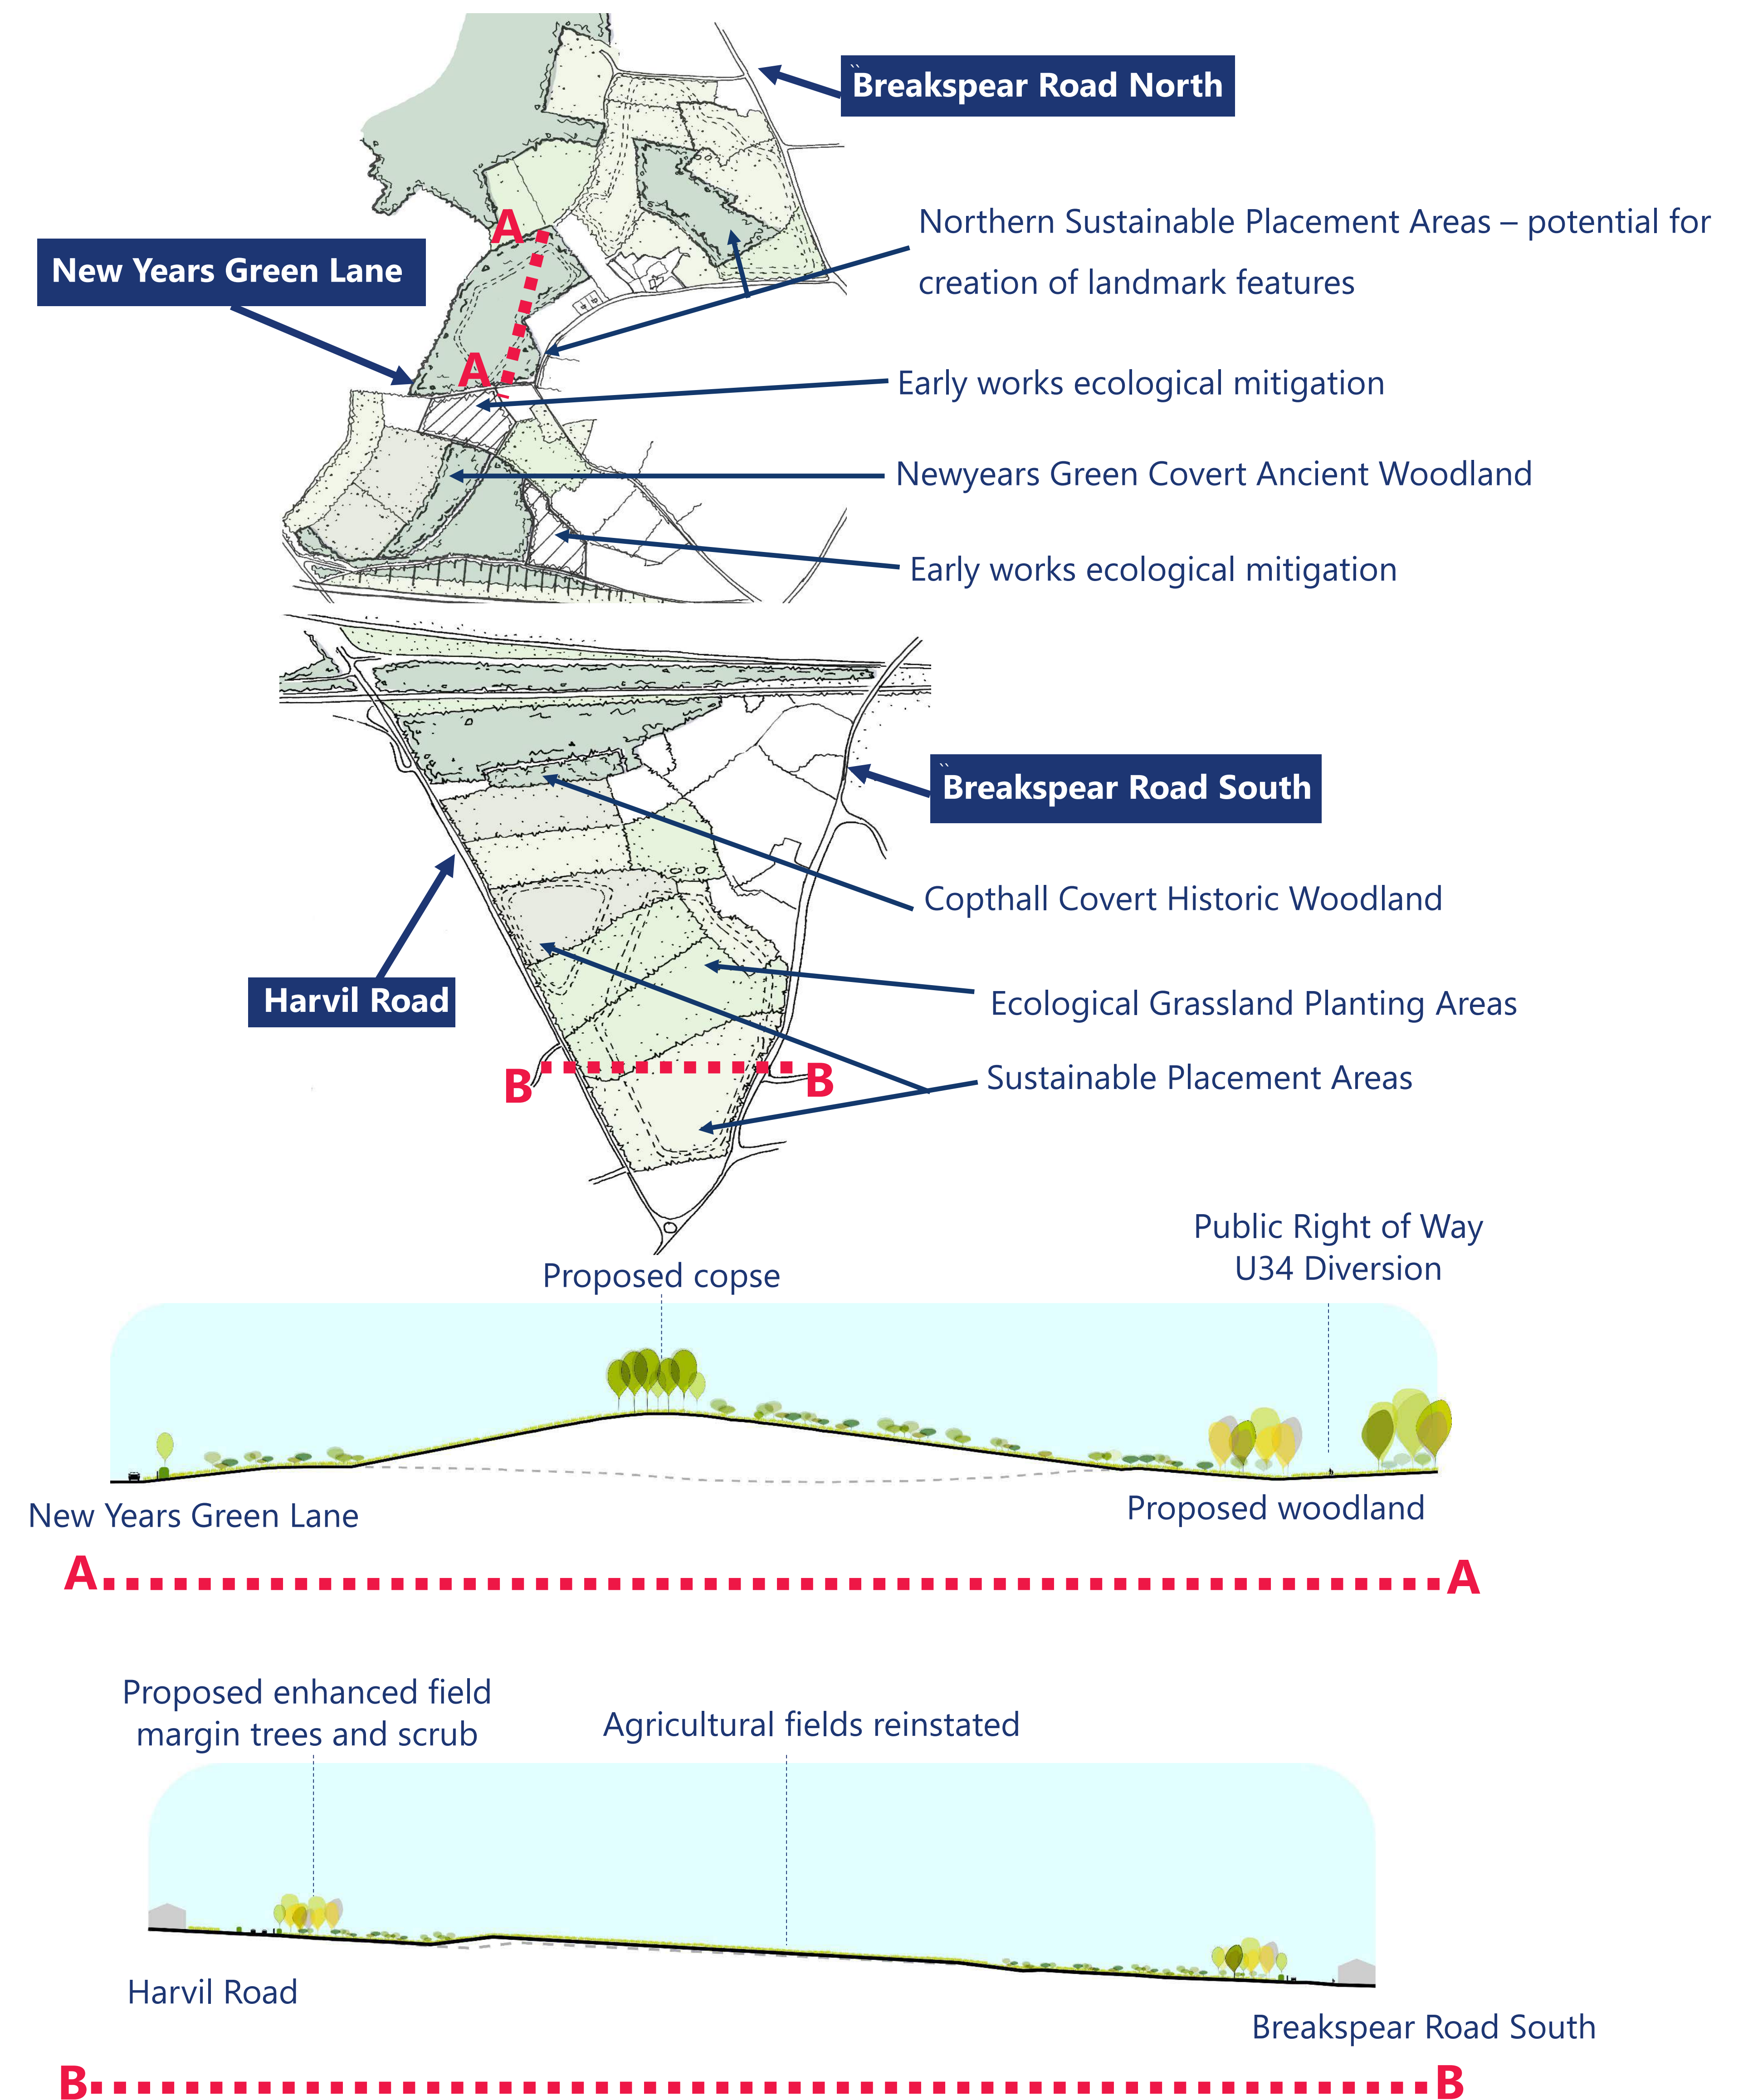 Breakspear Road North
Northern Sustainable Placement Areas – potential for
creation of landmark features
A
New Years Green Lane
A
Early works ecological mitigation
Newyears Green Covert Ancient Woodland
Early works ecological mitigation
Breakspear Road South
Copthall Covert Historic Woodland
Harvil Road
Ecological Grassland Planting Areas
B
B
Sustainable Placement Areas
Public Right of Way
U34 Diversion
Proposed copse
New Years Green Lane
Proposed woodland
A
A
Proposed enhanced field
margin trees and scrub
Agricultural fields reinstated
Harvil Road
Breakspear Road South
B
B